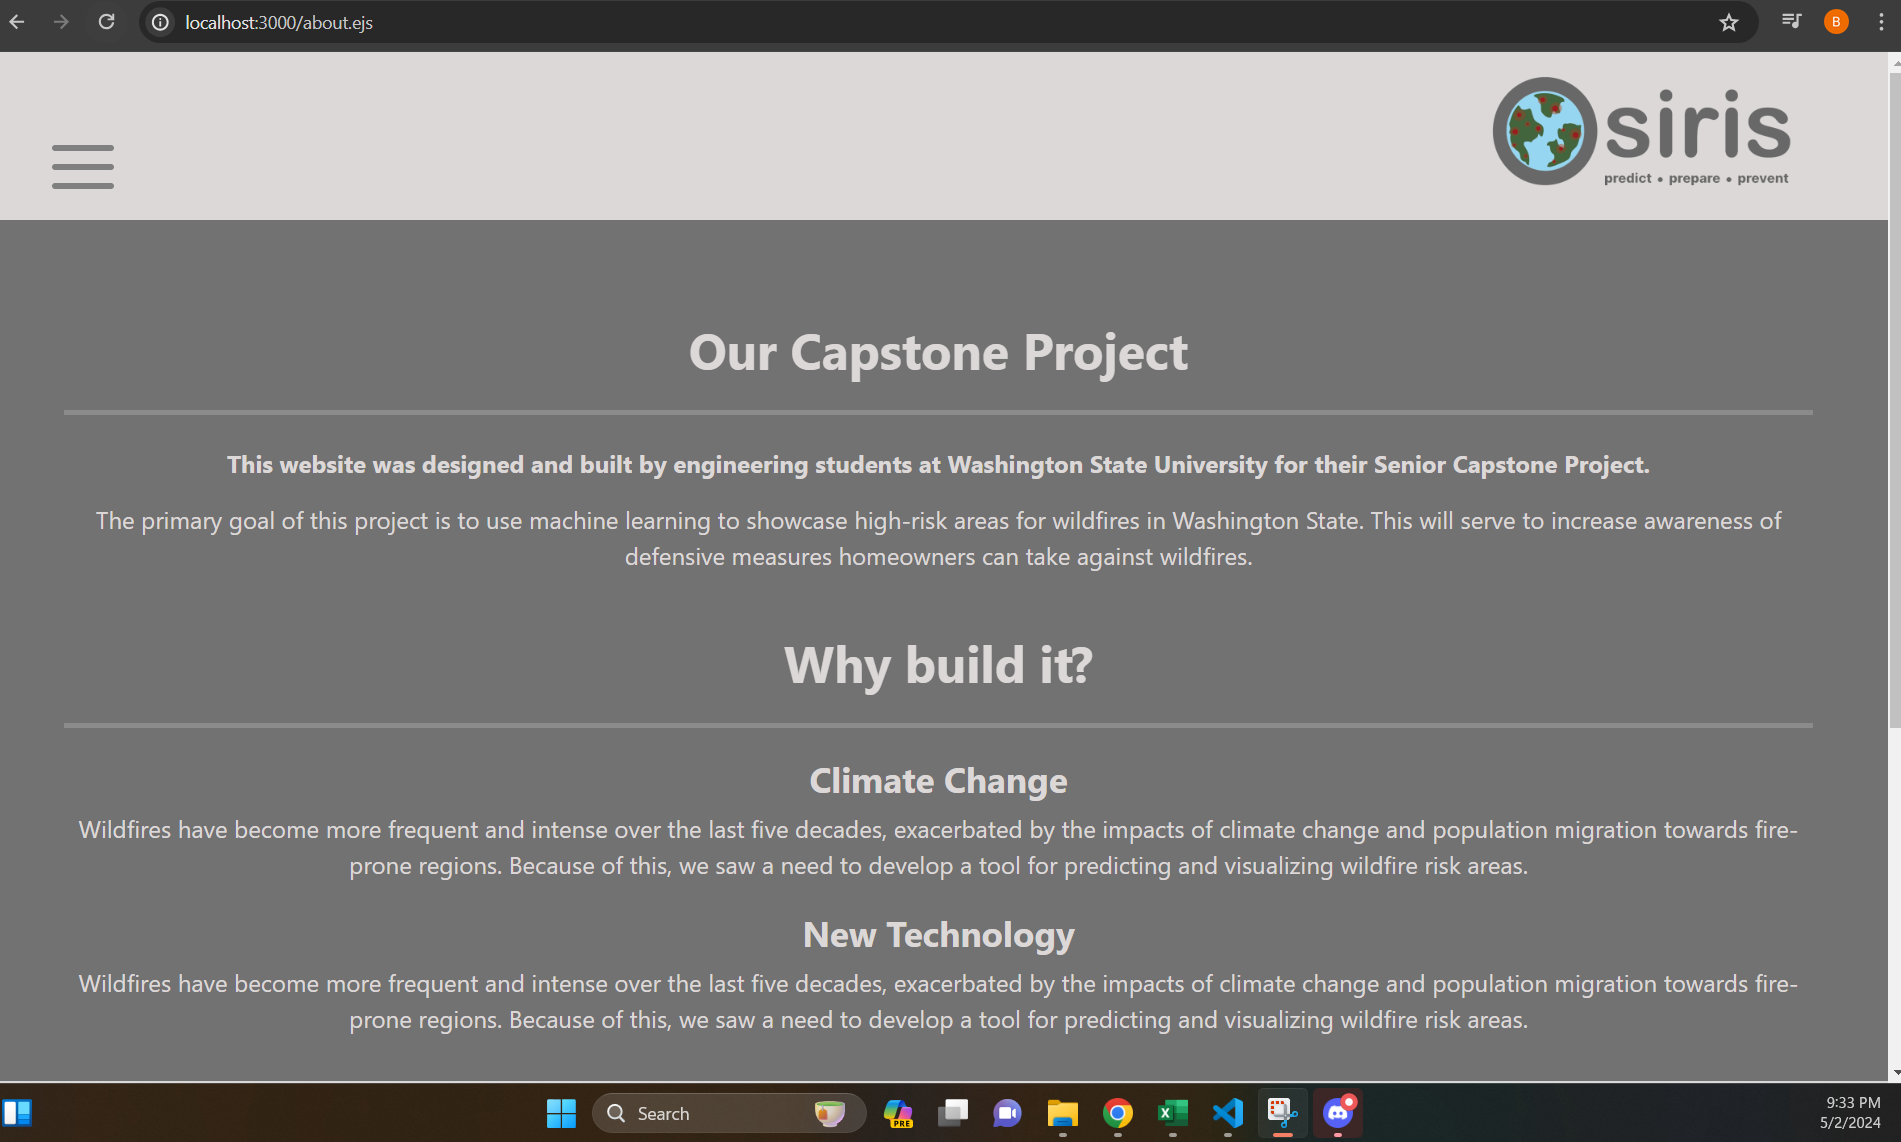 localhost:3000/about.ejs
B
siris
predict • prepare • prevent
Our Capstone Project
This website was designed and built by engineering students at Washington State University for their Senior Capstone Project.
The primary goal of this project is to use machine learning to showcase high-risk areas for wildfires in Washington State. This will serve to increase awareness of
defensive measures homeowners can take against wildfires.
Why build it?
Climate Change
Wildfires have become more frequent and intense over the last five decades, exacerbated by the impacts of climate change and population migration towards fire-
prone regions. Because of this, we saw a need to develop a tool for predicting and visualizing wildfire risk areas.
New Technology
Wildfires have become more frequent and intense over the last five decades, exacerbated by the impacts of climate change and population migration towards fire-
prone regions. Because of this, we saw a need to develop a tool for predicting and visualizing wildfire risk areas.
Search
PRE
9:33 PM
5/2/2024